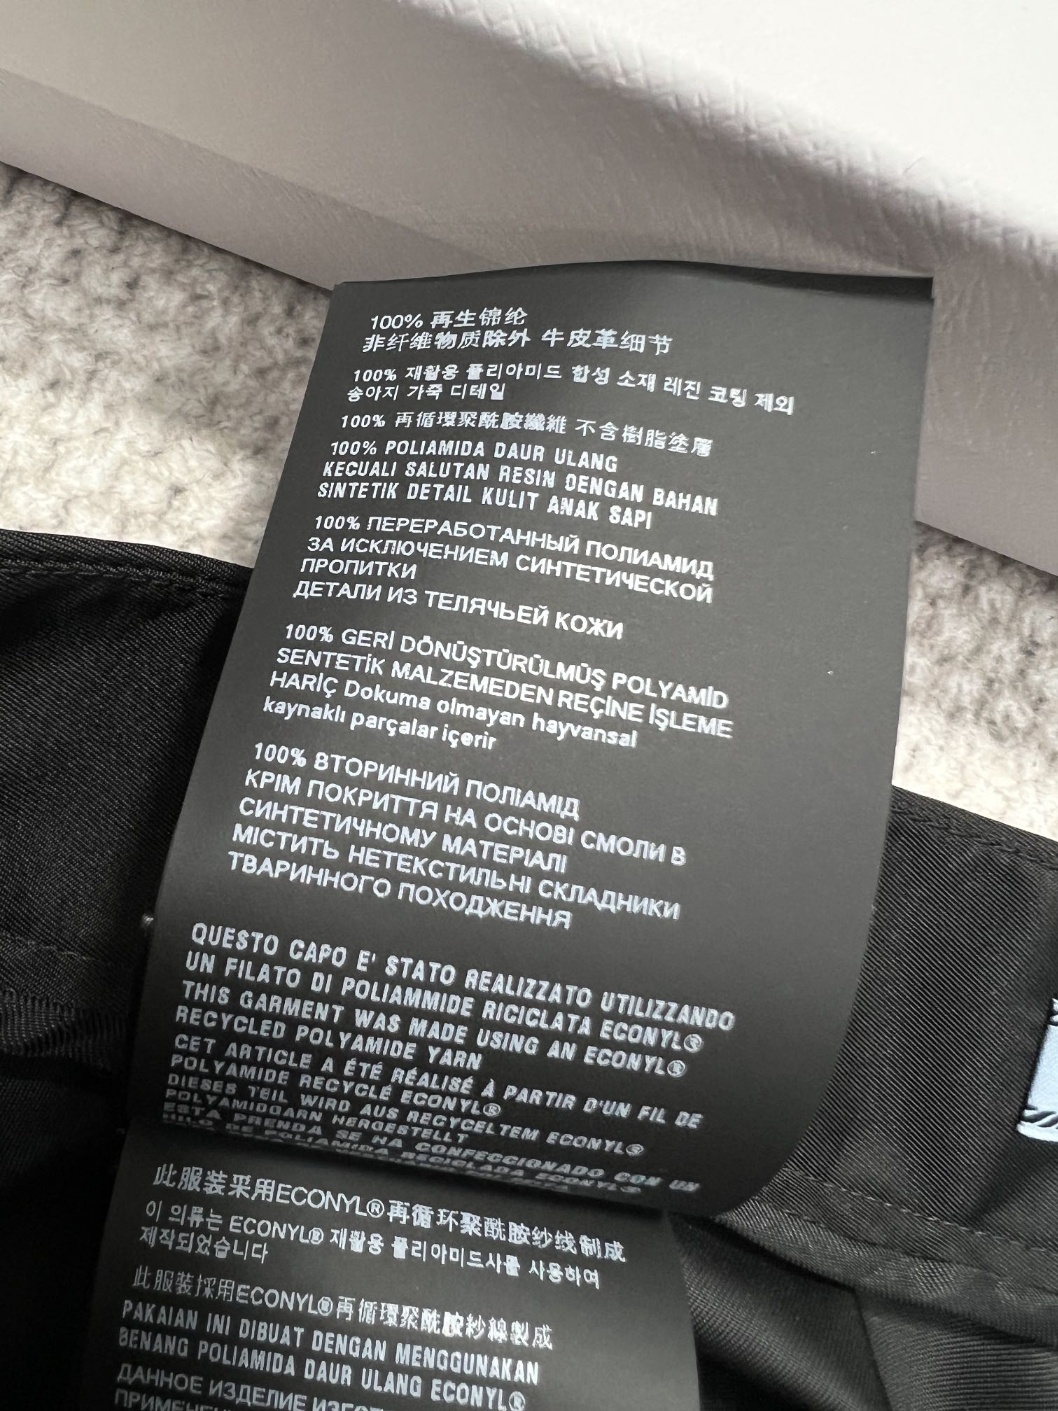 100% 再生锦纶
非纤维物质除外 牛皮革细节
100% 재활용 폴리아미드 합성 소재 레진 코팅 제외
송아지 가죽 디테일
100% 再循環聚酰胺纖維 不含樹脂塗層
100% POLIAMIDA DAUR ULANG
KECUALI SALUTAN RESIN DENGAN BAHAN
SINTETIK DETAIL KULIT ANAK SAPI
100% ПЕРЕРАБОТАННЫЙ ПОЛИАМИД
ЗА ИСКЛЮЧЕНИЕМ СИНТЕТИЧЕСКОЙ
ПРОПИТКИ
ДЕТАЛИ ИЗ ТЕЛЯЧЬЕЙ КОЖИ
100% GERİ DÖNÜŞTÜRÜLMÜŞ POLYAMİD
SENTETİK MALZEMEDEN REÇİNE İŞLEME
HARİÇ Dokuma olmayan hayvansal
kaynaklı parçalar içerir
100% ВТОРИННИЙ ПОЛІАМІД
КРІМ ПОКРИТТЯ НА ОСНОВІ СМОЛИ В
СИНТЕТИЧНОМУ МАТЕРІАЛІ
МІСТИТЬ НЕТЕКСТИЛЬНІ СКЛАДНИКИ
ТВАРИННОГО ПОХОДЖЕННЯ
QUESTO CAPO E' STATO REALIZZATO UTILIZZANDO
UN FILATO DI POLIAMMIDE RICICLATA ECONYL®
THIS GARMENT WAS MADE USING AN ECONYL®
RECYCLED POLYAMIDE YARN
CET ARTICLE A ÉTÉ RÉALISÉ À PARTIR D'UN FIL DE
POLYAMIDE RECYCLÉ ECONYL®
DIESES TEIL WIRD AUS RECYCELTEM ECONYL®
POLYAMIDGARN HERGESTELLT
ESTA PRENDA SE HA CONFECCIONADO CON UN
HILO DE POLIAMIDA RECICLADA ECONYL®
此服装采用ECONYL®再循环聚酰胺纱线制成
이 의류는 ECONYL® 재활용 폴리아미드사를 사용하여
제작되었습니다
此服裝採用ECONYL®再循環聚酰胺紗線製成
PAKAIAN INI DIBUAT DENGAN MENGGUNAKAN
BENANG POLIAMIDA DAUR ULANG ECONYL®
ДАННОЕ ИЗДЕЛИЕ